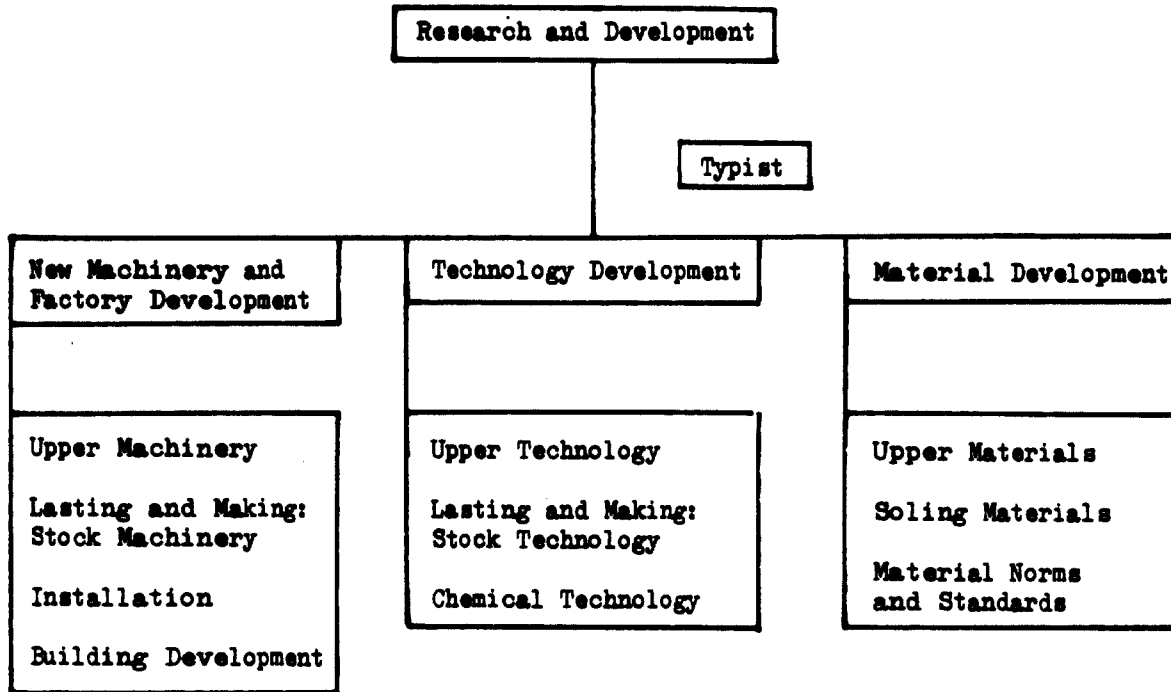 Research and Development
Typist
New Machinery and
Factory Development
Technology Development
Material Development
Upper Machinery
Lasting and Making:
Stock Machinery
Installation
Building Development
Upper Technology
Lasting and Making:
Stock Technology
Chemical Technology
Upper Materials
Soling Materials
Material Norms
and Standards